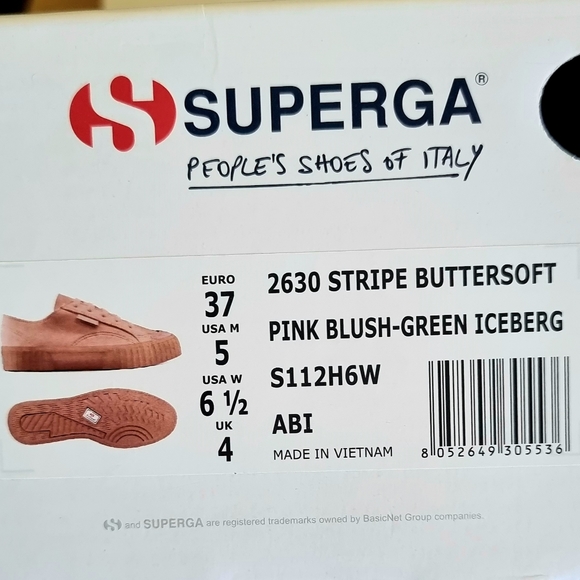 SUPERGA®
PEOPLE'S SHOES OF ITALY
EURO
37
USA M
5
USA W
6 ½
UK
4
2630 STRIPE BUTTERSOFT
PINK BLUSH-GREEN ICEBERG
S112H6W
ABI
MADE IN VIETNAM
8 052649 305536
and SUPERGA are registered trademarks owned by BasicNet Group companies.